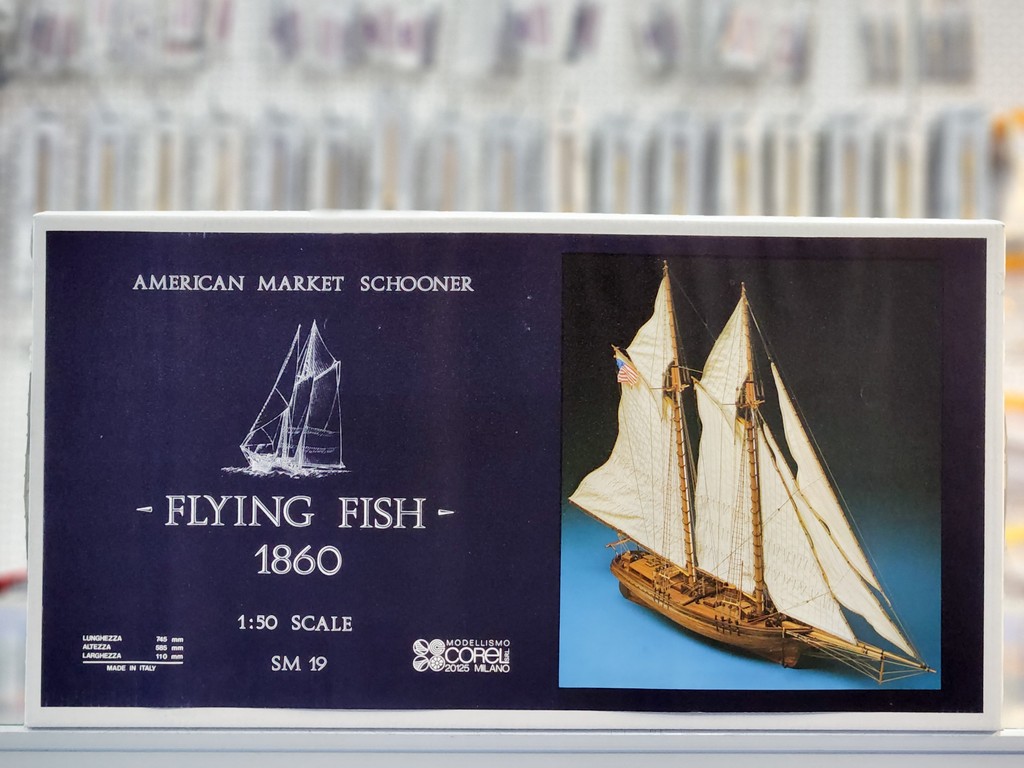 AMERICAN MARKET SCHOONER
- FLYING FISH -
1860
1:50 SCALE
SM 19
LUNGHEZZA 745 mm
ALTEZZA 585 mm
LARGHEZZA 110 mm
MADE IN ITALY
MODELLISMO
COREL SRL
20125 MILANO